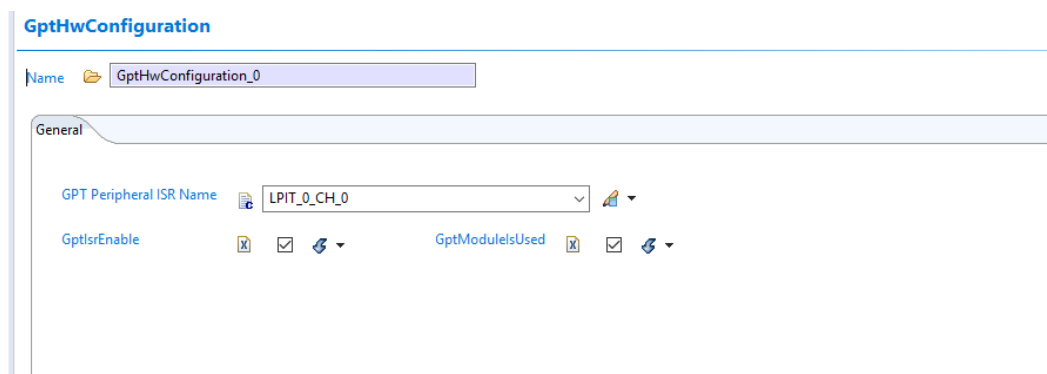 GptHwConfiguration
Name GptHwConfiguration_0
General
GPT Peripheral ISR Name LPIT_0_CH_0
GptIsrEnable GptModuleIsUsed